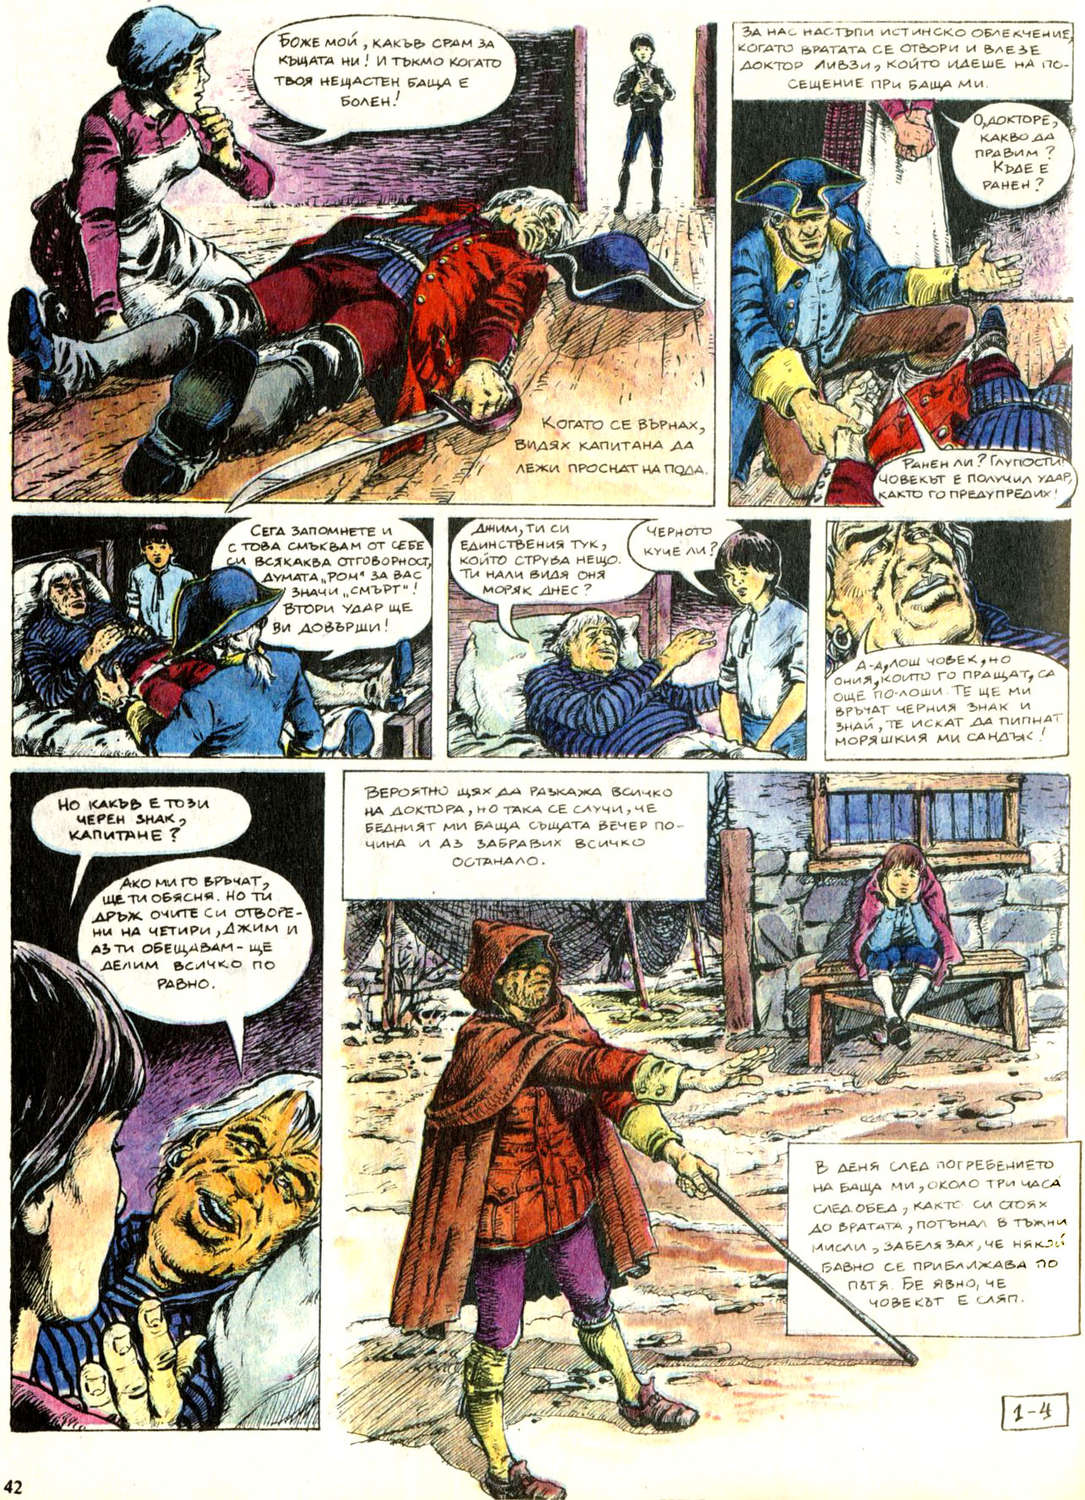 Боже мой, какъв срам за
къщата ни! И тъкмо когато
твоя нещастен баща е
болен!
Когато се върнах,
видях капитана да
лежи проснат на пода.
За нас настъпи истинско облекчение,
когато вратата се отвори и влезе
доктор Ливзи, който идеше на по-
сещение при баща ми.
О, докторе,
какво да
правим?
Къде е
ранен?
Ранен ли? Глупости!
Човекът е получил удар,
както го предупредих!
Сега запомнете и
с това смъквам от себе
си всякаква отговорност,
думата „ром" за вас
значи „смърт"!
Втори удар ще
ви довърши!
Джим, ти си
единствения тук,
който струва нещо.
Ти нали видя оня
моряк днес?
Черното
куче ли?
А-а, лош човек, но
ония, които го пращат, са
още по-лоши. Те ще ми
връчат черния знак и
знай, те искат да пипнат
моряшкия ми сандък!
Но какъв е този
черен знак,
капитане?
Ако ми го връчат,
ще ти обясня. Но ти
дръж очите си отворе-
ни на четири, Джим и
аз ти обещавам - ще
делим всичко по
равно.
Вероятно щях да разкажа всичко
на доктора, но така се случи, че
бедният ми баща същата вечер по-
чина и аз забравих всичко
останало.
В деня след погребението
на баща ми, около три часа
след обед, както си стоях
до вратата, потънал в тъжни
мисли, забелязах, че някой
бавно се приближава по
пътя. Бе явно, че
човекът е сляп.
1-4
42